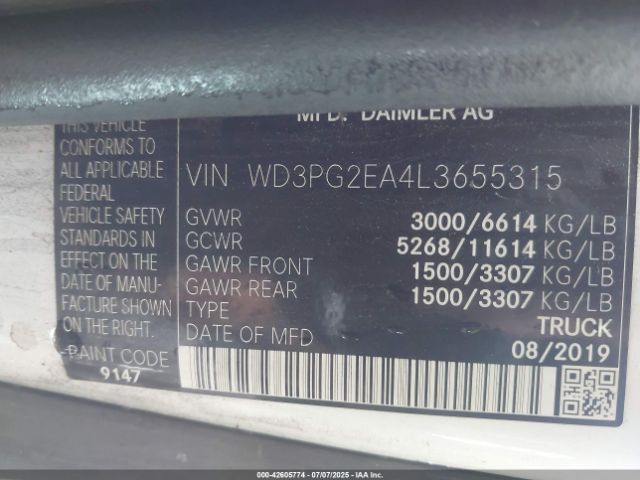 MFD. DAIMLER AG
THIS VEHICLE
CONFORMS TO
ALL APPLICABLE
FEDERAL
VEHICLE SAFETY
STANDARDS IN
EFFECT ON THE
DATE OF MANU-
FACTURE SHOWN
ON THE RIGHT.
PAINT CODE
9147
VIN WD3PG2EA4L3655315
GVWR 3000/6614 KG/LB
GCWR 5268/11614 KG/LB
GAWR FRONT 1500/3307 KG/LB
GAWR REAR 1500/3307 KG/LB
TYPE TRUCK
DATE OF MFD 08/2019
000-42605774 | 07/07/2025 - IAA Inc.